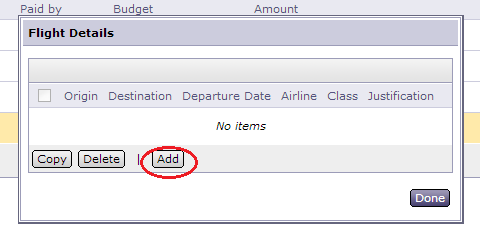 Paid by Budget Amount
Flight Details
Origin Destination Departure Date Airline Class Justification
No items
Copy Delete | Add
Done